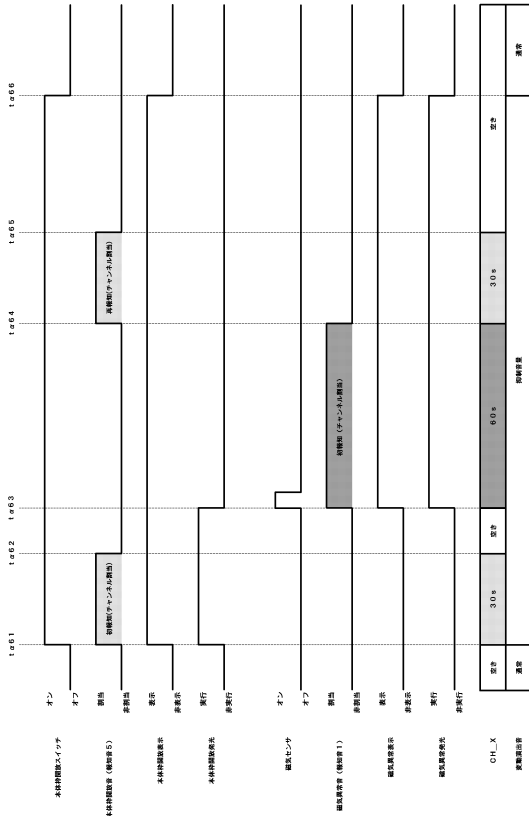 ｔα６１
ｔα６２
ｔα６３
ｔα６４
ｔα６５
ｔα６６
本体枠開放スイッチ
オン
オフ
本体枠開放音（報知音５）
割当
非割当
初報知(チャンネル割当)
再報知(チャンネル割当)
本体枠開放表示
表示
非表示
本体枠開放発光
実行
非実行
磁気センサ
オン
オフ
磁気異常音（報知音１）
割当
非割当
初報知（チャンネル割当）
磁気異常表示
表示
非表示
磁気異常発光
実行
非実行
ＣＨ＿Ｘ
空き
３０ｓ
空き
６０ｓ
３０ｓ
空き
変動演出音
通常
抑制音量
通常